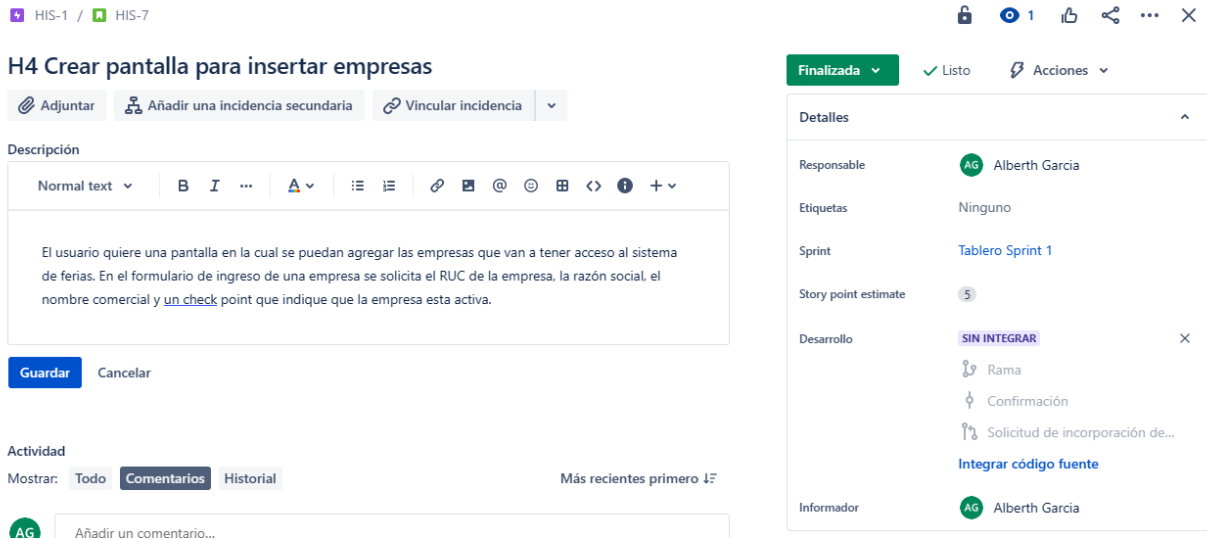 HIS-1 / HIS-7
1
H4 Crear pantalla para insertar empresas
Adjuntar
Añadir una incidencia secundaria
Vincular incidencia
Descripción
Normal text
B I ... A @ <> +
El usuario quiere una pantalla en la cual se puedan agregar las empresas que van a tener acceso al sistema
de ferias. En el formulario de ingreso de una empresa se solicita el RUC de la empresa, la razón social, el
nombre comercial y un check point que indique que la empresa esta activa.
Guardar
Cancelar
Actividad
Mostrar: Todo Comentarios Historial
Más recientes primero
AG
Añadir un comentario...
Finalizada
Listo
Acciones
Detalles
Responsable
AG Alberth Garcia
Etiquetas
Ninguno
Sprint
Tablero Sprint 1
Story point estimate
5
Desarrollo
SIN INTEGRAR
Rama
Confirmación
Solicitud de incorporación de...
Integrar código fuente
Informador
AG Alberth Garcia